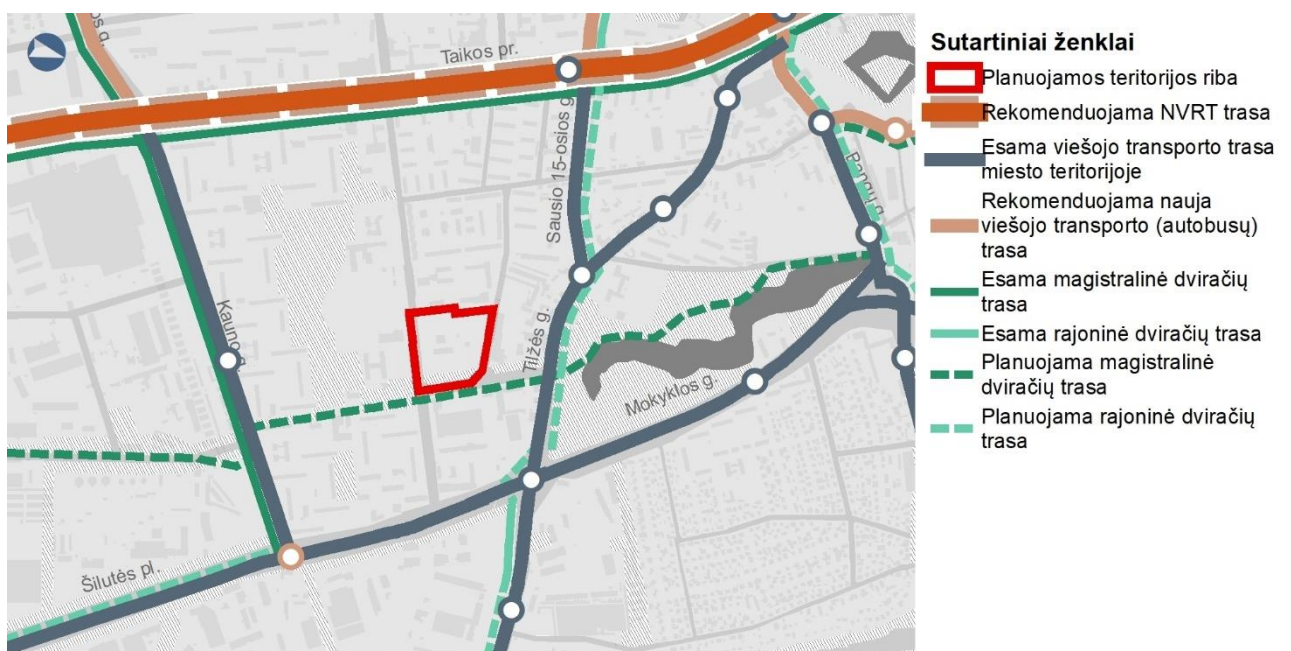 os g.
Taikos pr.
Sausio 15-osios g.
Bangų g.
Kauno g.
Tilžės g.
Mokyklos g.
Šilutės pl.
Sutartiniai ženklai
Planuojamos teritorijos riba
Rekomenduojama NVRT trasa
Esama viešojo transporto trasa
miesto teritorijoje
Rekomenduojama nauja
viešojo transporto (autobusų)
trasa
Esama magistralinė dviračių
trasa
Esama rajoninė dviračių trasa
Planuojama magistralinė
dviračių trasa
Planuojama rajoninė dviračių
trasa